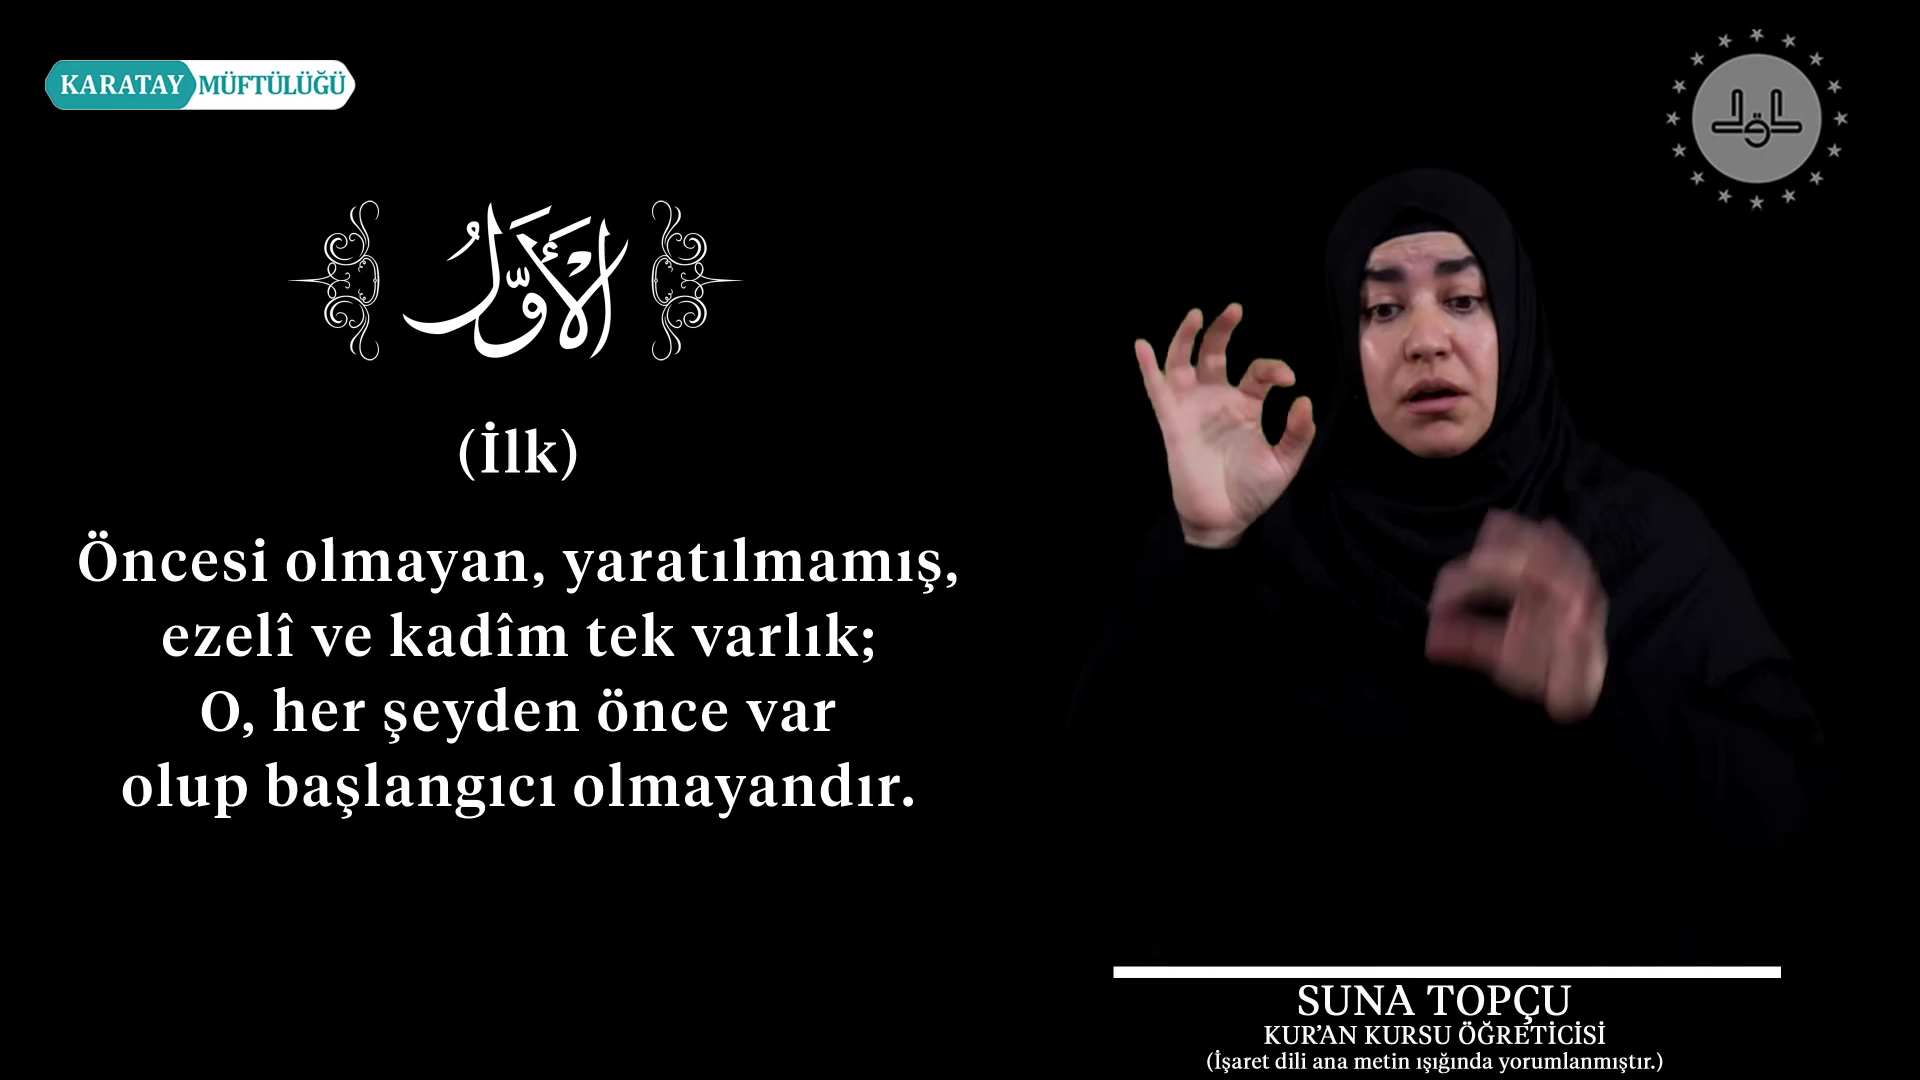 KARATAY MÜFTÜLÜĞÜ
الْأَوَّلُ
(İlk)
Öncesi olmayan, yaratılmamış,
ezelî ve kadîm tek varlık;
O, her şeyden önce var
olup başlangıcı olmayandır.
SUNA TOPÇU
KUR’AN KURSU ÖĞRETİCİSİ
(İşaret dili ana metin ışığında yorumlanmıştır.)